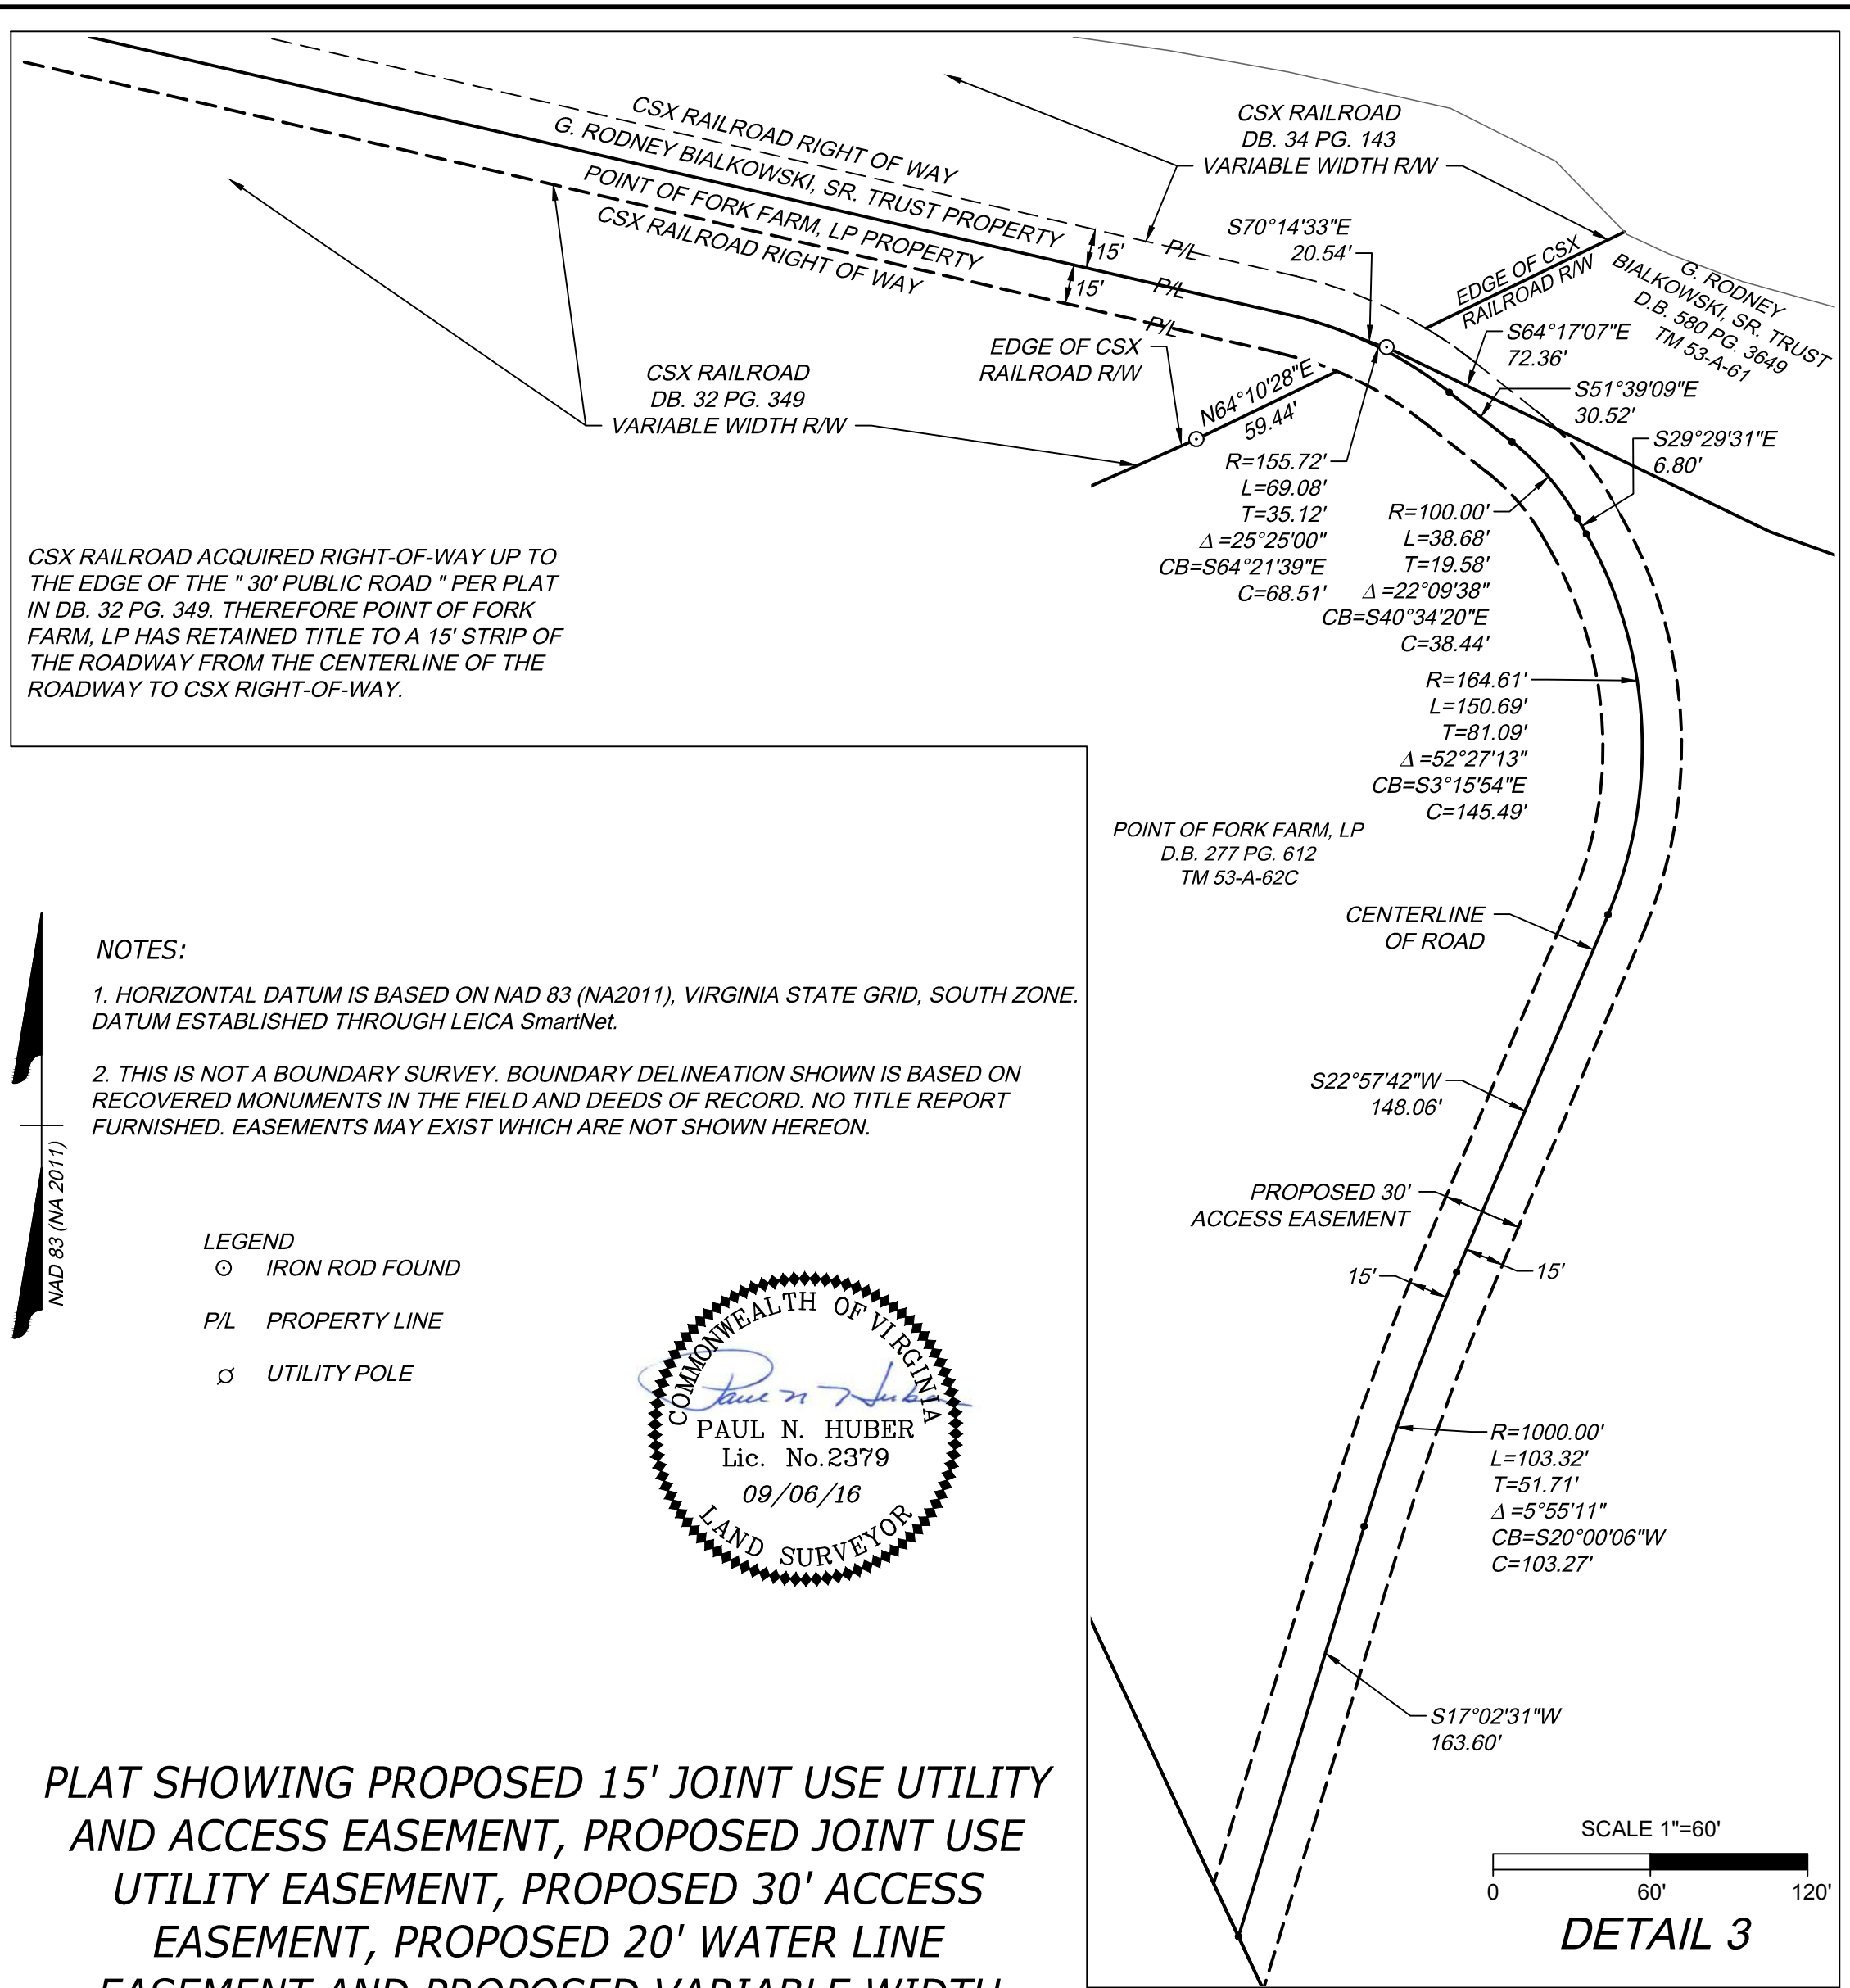 CSX RAILROAD RIGHT OF WAY
G. RODNEY BIALKOWSKI, SR. TRUST PROPERTY
POINT OF FORK FARM, LP PROPERTY
CSX RAILROAD RIGHT OF WAY
15'
15'
P/L
P/L
P/L
CSX RAILROAD
DB. 34 PG. 143
VARIABLE WIDTH R/W
S70°14'33"E
20.54'
EDGE OF CSX
RAILROAD R/W
G. RODNEY
BIALKOWSKI, SR. TRUST
D.B. 580 PG. 3649
TM 53-A-61
S64°17'07"E
72.36'
S51°39'09"E
30.52'
S29°29'31"E
6.80'
EDGE OF CSX
RAILROAD R/W
N64°10'28"E
59.44'
CSX RAILROAD
DB. 32 PG. 349
VARIABLE WIDTH R/W
R=155.72'
L=69.08'
T=35.12'
Δ =25°25'00"
CB=S64°21'39"E
C=68.51'
R=100.00'
L=38.68'
T=19.58'
Δ =22°09'38"
CB=S40°34'20"E
C=38.44'
CSX RAILROAD ACQUIRED RIGHT-OF-WAY UP TO
THE EDGE OF THE " 30' PUBLIC ROAD " PER PLAT
IN DB. 32 PG. 349. THEREFORE POINT OF FORK
FARM, LP HAS RETAINED TITLE TO A 15' STRIP OF
THE ROADWAY FROM THE CENTERLINE OF THE
ROADWAY TO CSX RIGHT-OF-WAY.
R=164.61'
L=150.69'
T=81.09'
Δ =52°27'13"
CB=S3°15'54"E
C=145.49'
POINT OF FORK FARM, LP
D.B. 277 PG. 612
TM 53-A-62C
CENTERLINE
OF ROAD
NOTES:
1. HORIZONTAL DATUM IS BASED ON NAD 83 (NA2011), VIRGINIA STATE GRID, SOUTH ZONE.
DATUM ESTABLISHED THROUGH LEICA SmartNet.
2. THIS IS NOT A BOUNDARY SURVEY. BOUNDARY DELINEATION SHOWN IS BASED ON
RECOVERED MONUMENTS IN THE FIELD AND DEEDS OF RECORD. NO TITLE REPORT
FURNISHED. EASEMENTS MAY EXIST WHICH ARE NOT SHOWN HEREON.
NAD 83 (NA 2011)
S22°57'42"W
148.06'
PROPOSED 30'
ACCESS EASEMENT
15'
15'
LEGEND
IRON ROD FOUND
P/L PROPERTY LINE
UTILITY POLE
COMMONWEALTH OF VIRGINIA
Paul N Huber
PAUL N. HUBER
Lic. No.2379
09/06/16
LAND SURVEYOR
R=1000.00'
L=103.32'
T=51.71'
Δ =5°55'11"
CB=S20°00'06"W
C=103.27'
S17°02'31"W
163.60'
PLAT SHOWING PROPOSED 15' JOINT USE UTILITY
AND ACCESS EASEMENT, PROPOSED JOINT USE
UTILITY EASEMENT, PROPOSED 30' ACCESS
EASEMENT, PROPOSED 20' WATER LINE
EASEMENT AND PROPOSED VARIABLE WIDTH
SCALE 1"=60'
0 60' 120'
DETAIL 3